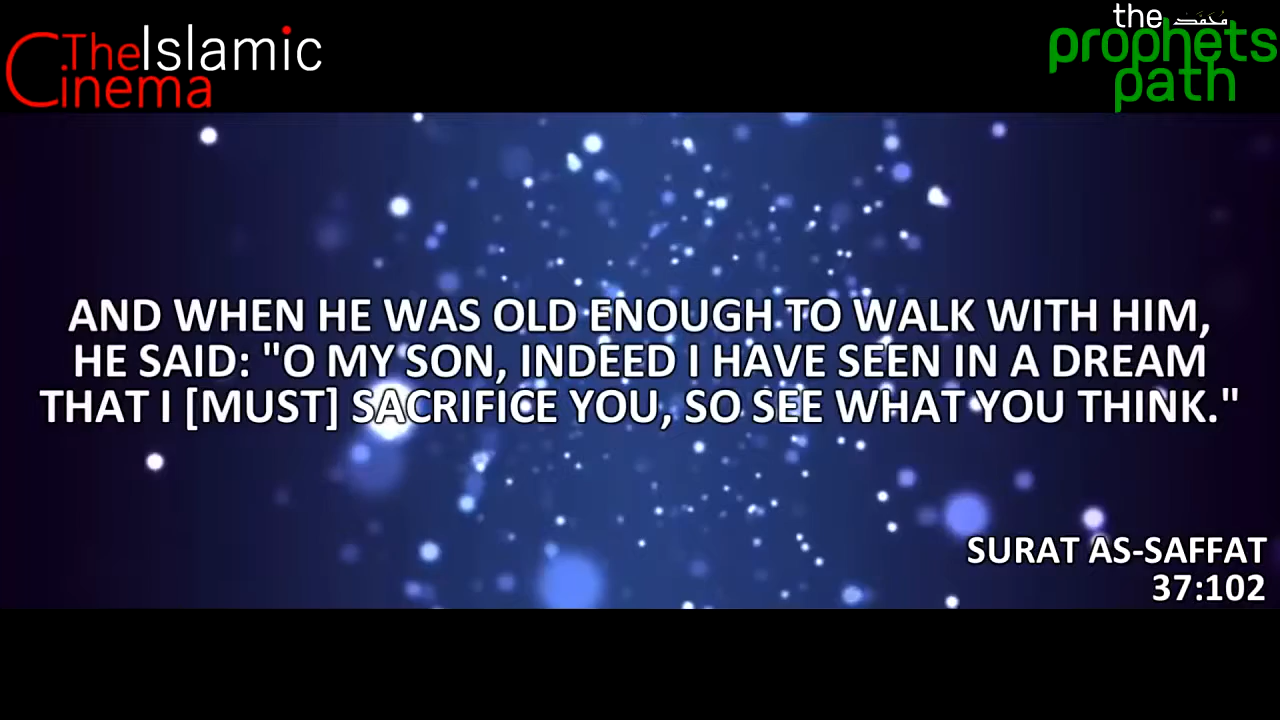 TheIslamic
Cinema
the محمد
prophets
path
AND WHEN HE WAS OLD ENOUGH TO WALK WITH HIM,
HE SAID: "O MY SON, INDEED I HAVE SEEN IN A DREAM
THAT I [MUST] SACRIFICE YOU, SO SEE WHAT YOU THINK."
SURAT AS-SAFFAT
37:102